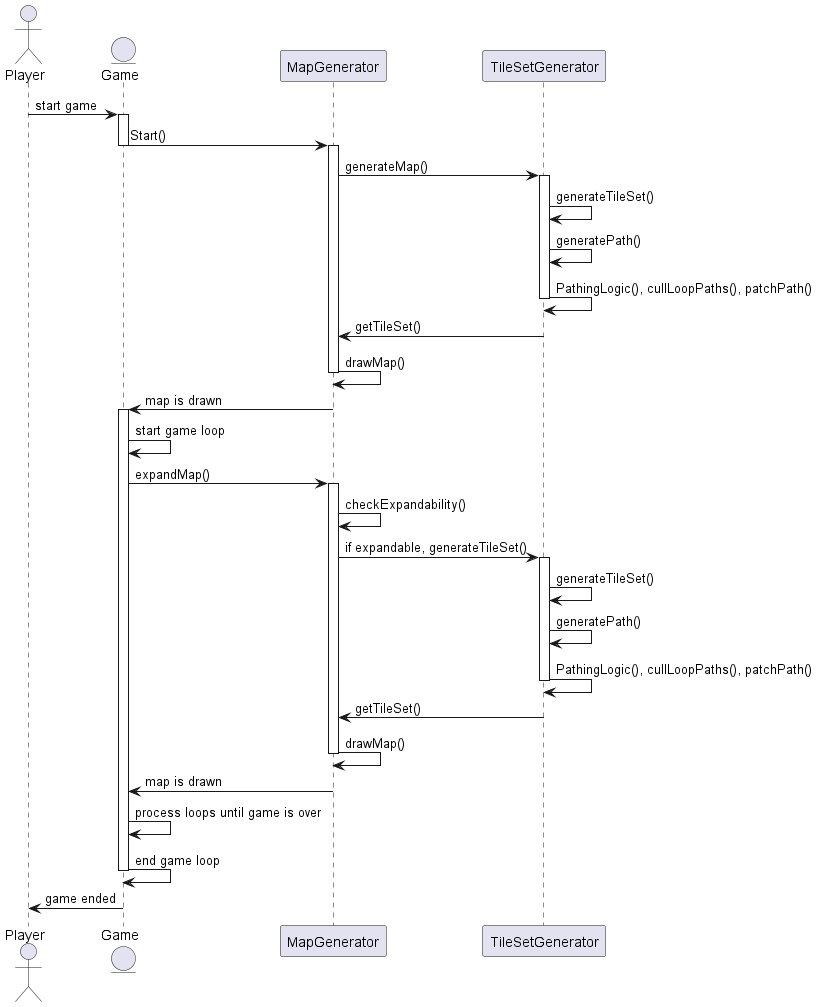 Player
Game
MapGenerator
TileSetGenerator
start game
Start()
generateMap()
generateTileSet()
generatePath()
PathingLogic(), cullLoopPaths(), patchPath()
getTileSet()
drawMap()
map is drawn
start game loop
expandMap()
checkExpandability()
if expandable, generateTileSet()
generateTileSet()
generatePath()
PathingLogic(), cullLoopPaths(), patchPath()
getTileSet()
drawMap()
map is drawn
process loops until game is over
end game loop
game ended
Player
Game
MapGenerator
TileSetGenerator